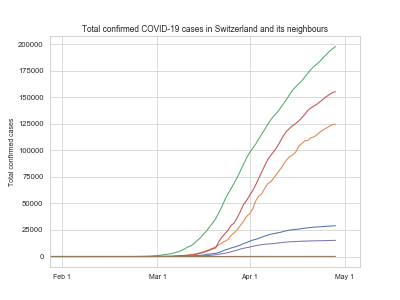 Total confirmed COVID-19 cases in Switzerland and its neighbours
Total confirmed cases
200000
175000
150000
125000
100000
75000
50000
25000
0
Feb 1
Mar 1
Apr 1
May 1